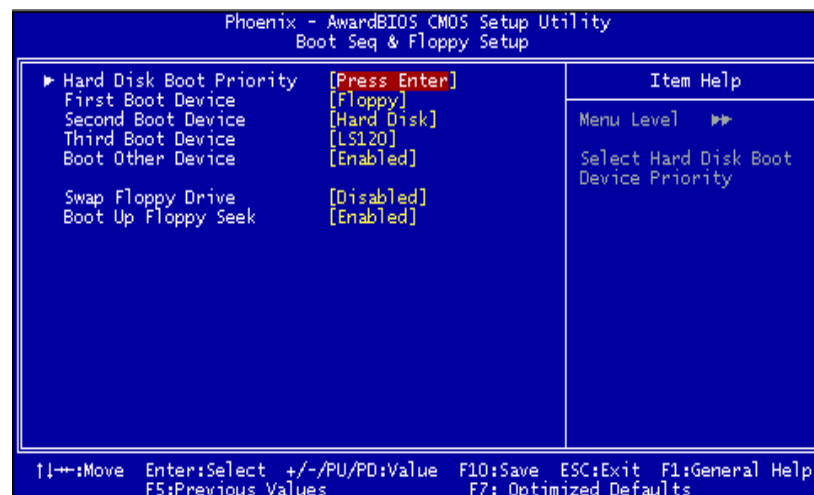 Phoenix - AwardBIOS CMOS Setup Utility
Boot Seq & Floppy Setup
Hard Disk Boot Priority [Press Enter]
First Boot Device [Floppy]
Second Boot Device [Hard Disk]
Third Boot Device [LS120]
Boot Other Device [Enabled]
Swap Floppy Drive [Disabled]
Boot Up Floppy Seek [Enabled]
Item Help
Menu Level
Select Hard Disk Boot
Device Priority
↑↓→←:Move Enter:Select +/-/PU/PD:Value F10:Save ESC:Exit F1:General Help
F5:Previous Values F7: Optimized Defaults